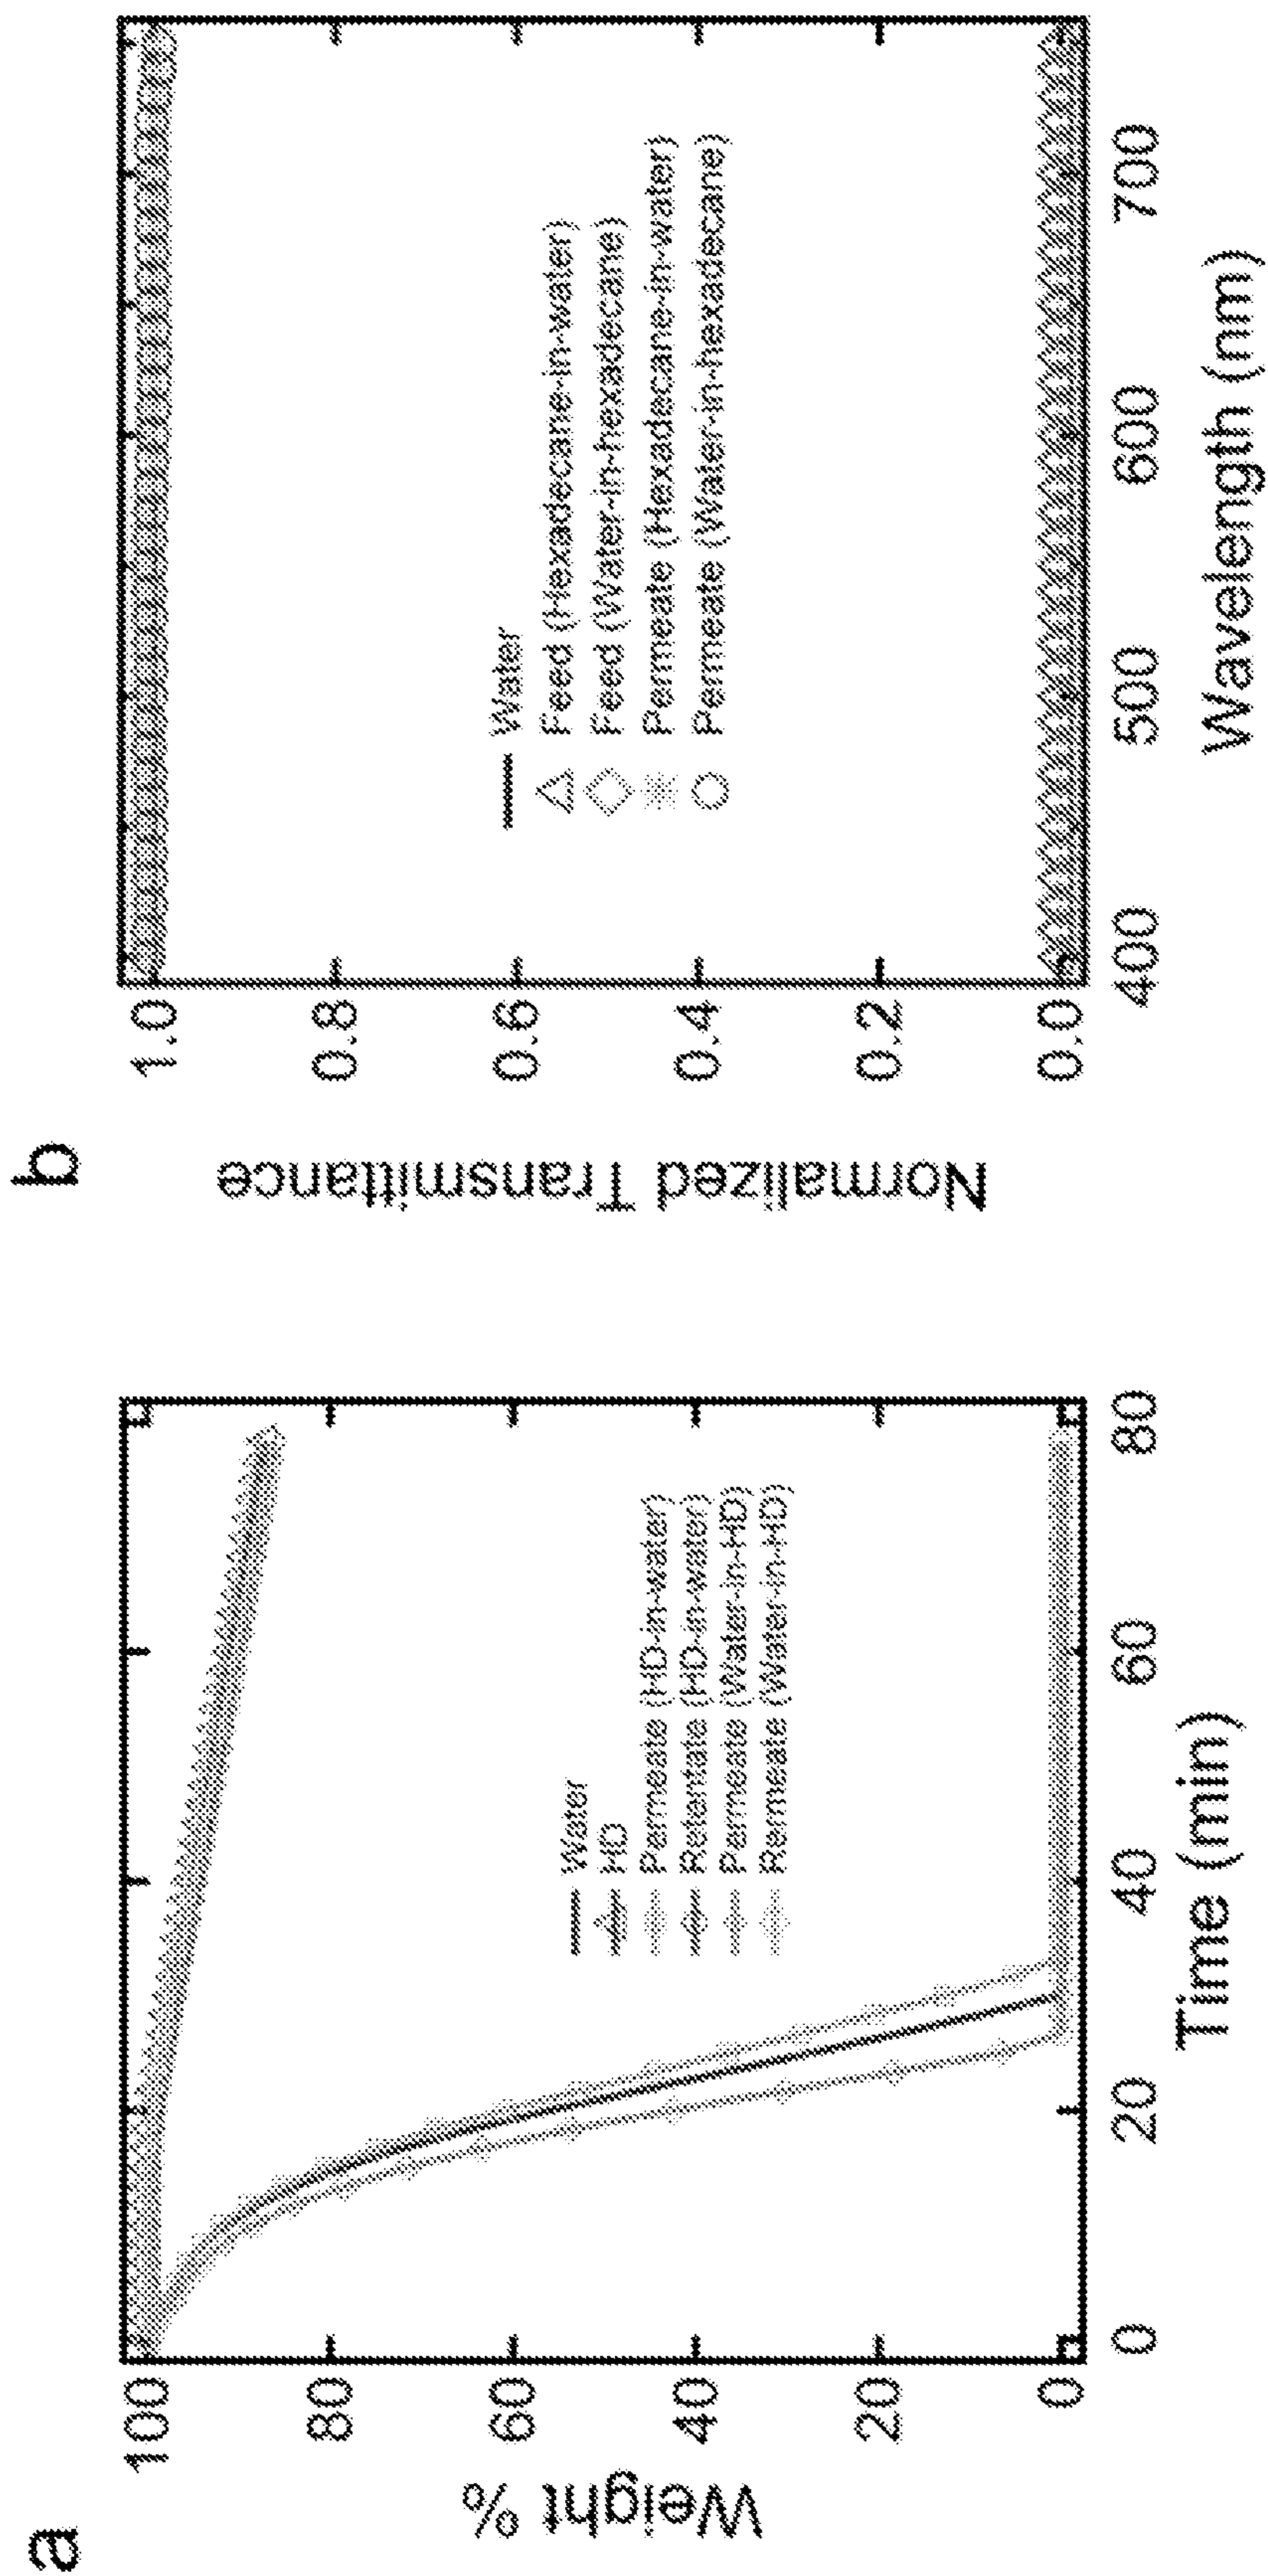 a
Weight %
100
80
60
40
20
0
Water
HD
Permeate (HD-in-water)
Retentate (HD-in-water)
Permeate (Water-in-HD)
Rermeate (Water-in-HD)
0
20
40
60
80
Time (min)
b
Normalized Transmittance
1.0
0.8
0.6
0.4
0.2
0.0
Water
Feed (Hexadecane-in-water)
Feed (Water-in-hexadecane)
Permeate (Hexadecane-in-water)
Permeate (Water-in-hexadecane)
400
500
600
700
Wavelength (nm)